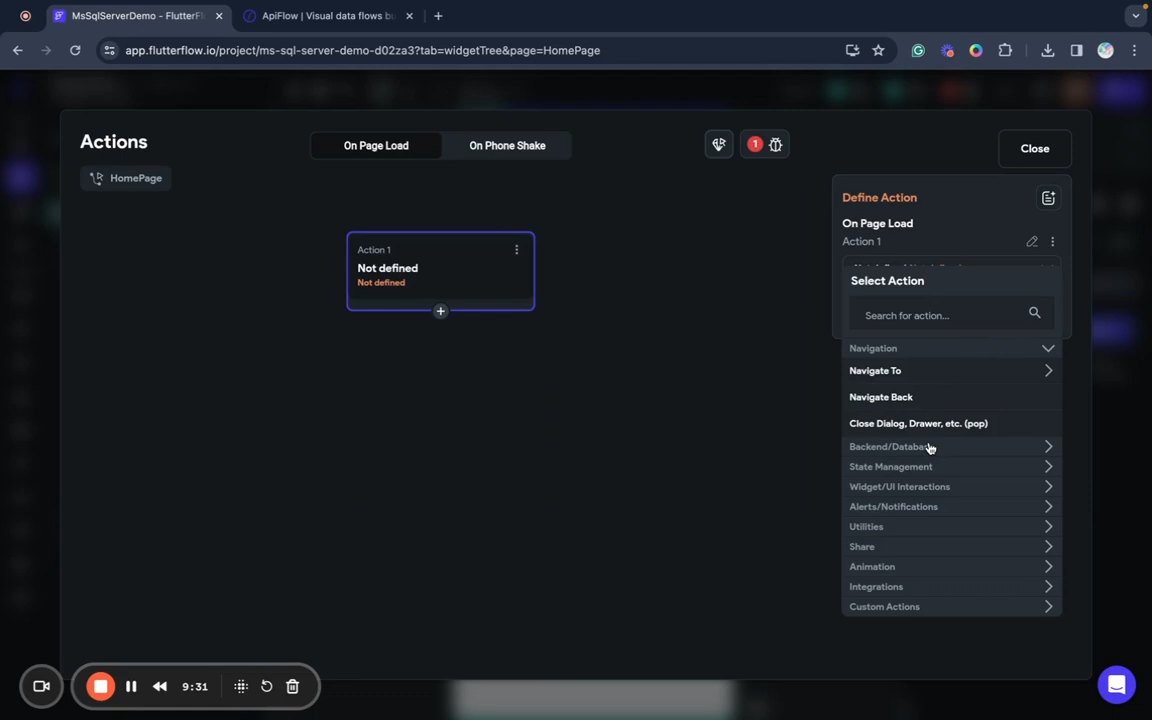 MsSqlServerDemo - FlutterFl
ApiFlow | Visual data flows bu
app.flutterflow.io/project/ms-sql-server-demo-d02za3?tab=widgetTree&page=HomePage
Actions
On Page Load
On Phone Shake
1
Close
HomePage
Define Action
On Page Load
Action 1
Action 1
Not defined
Not defined
Select Action
Search for action...
Navigation
Navigate To
Navigate Back
Close Dialog, Drawer, etc. (pop)
Backend/Database
State Management
Widget/UI Interactions
Alerts/Notifications
Utilities
Share
Animation
Integrations
Custom Actions
9:31